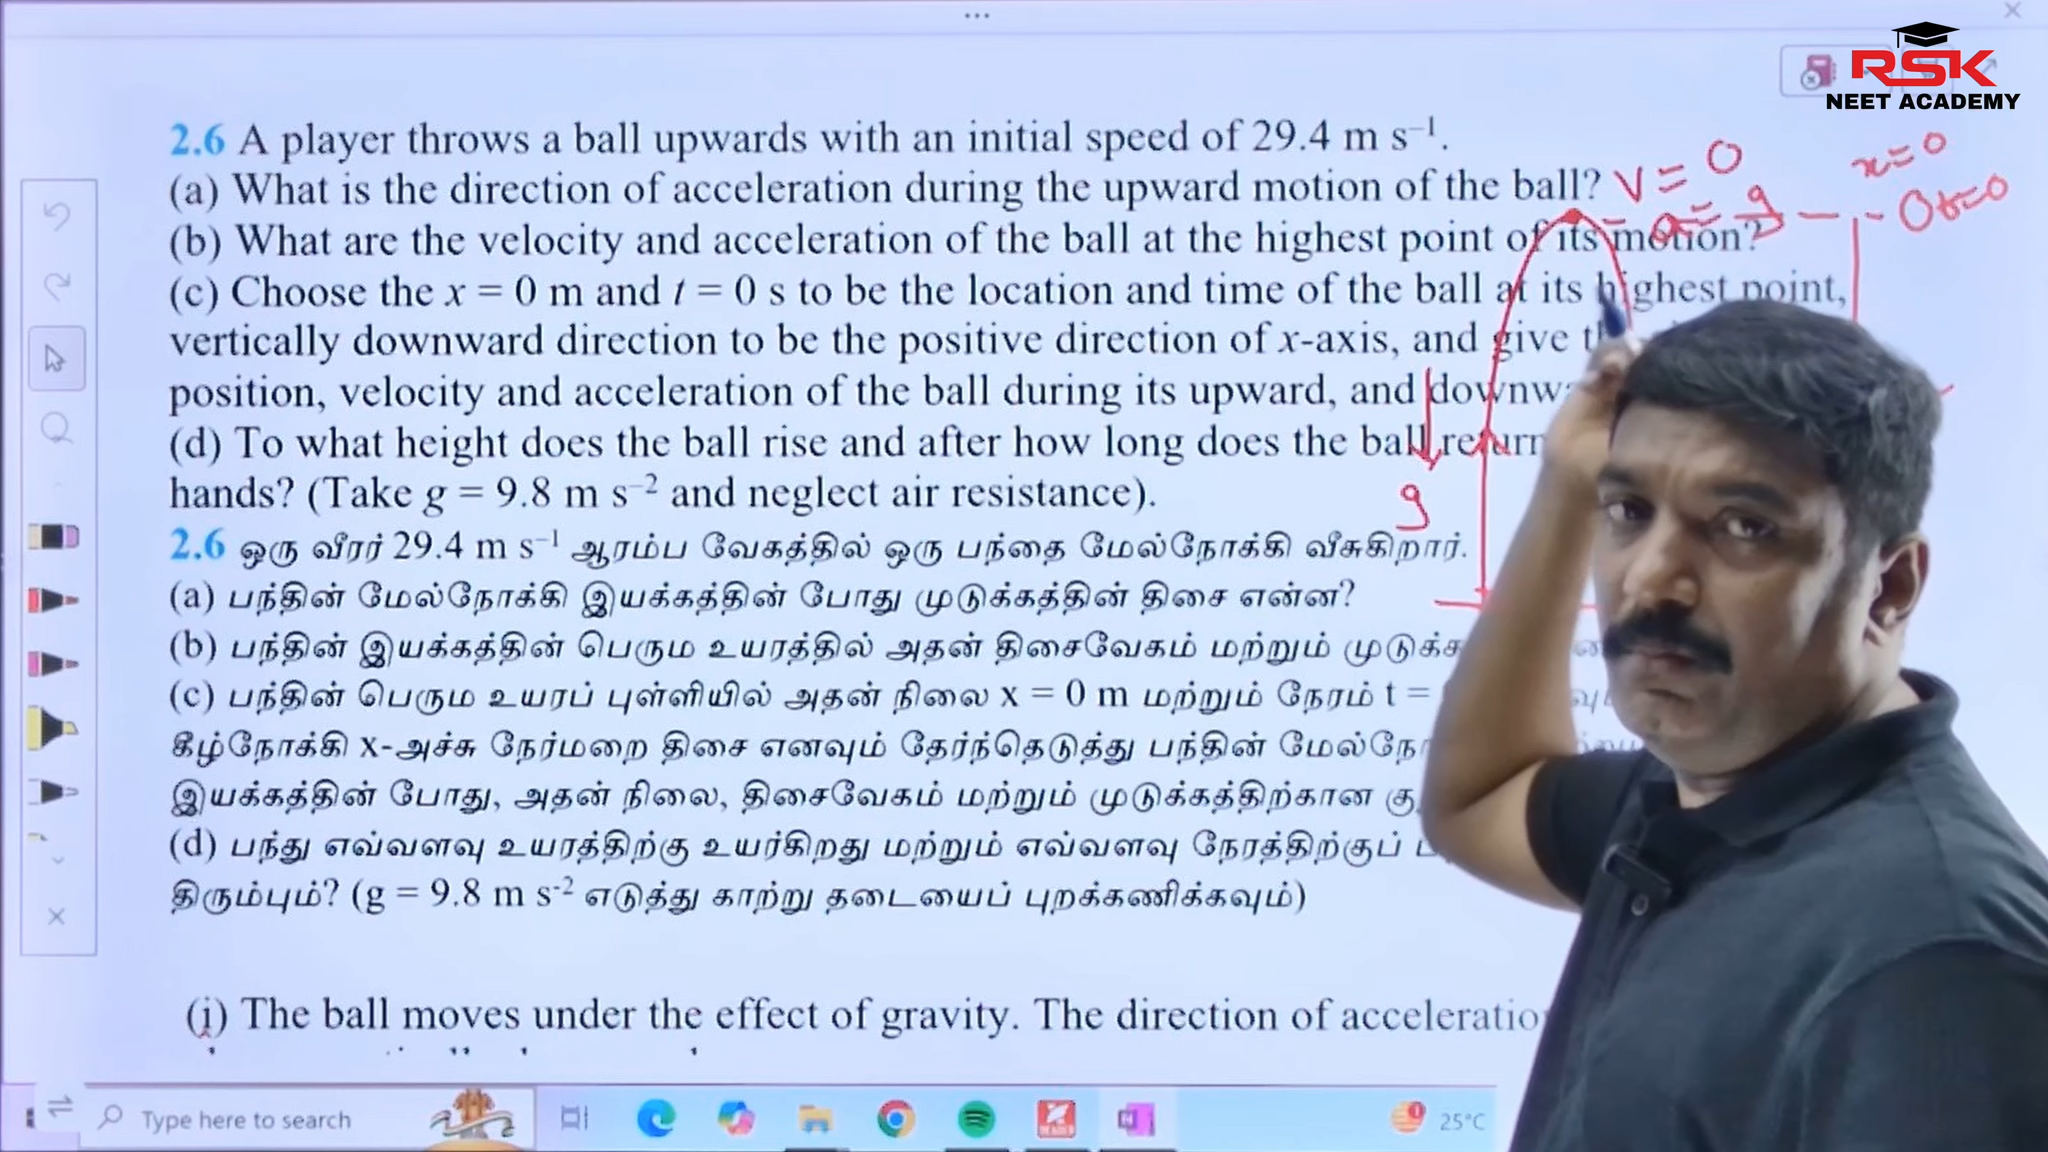 RSK
NEET ACADEMY
2.6 A player throws a ball upwards with an initial speed of 29.4 m s⁻¹.
(a) What is the direction of acceleration during the upward motion of the ball?
v = 0
x = 0
(b) What are the velocity and acceleration of the ball at the highest point of its motion?
a = g
t=0
(c) Choose the x = 0 m and t = 0 s to be the location and time of the ball at its highest point,
vertically downward direction to be the positive direction of x-axis, and give
position, velocity and acceleration of the ball during its upward, and
(d) To what height does the ball rise and after how long does the ball
hands? (Take g = 9.8 m s⁻² and neglect air resistance).
g
2.6 ஒரு வீரர் 29.4 m s⁻¹ ஆரம்ப வேகத்தில் ஒரு பந்தை மேல்நோக்கி வீசுகிறார்.
(a) பந்தின் மேல்நோக்கி இயக்கத்தின் போது முடுக்கத்தின் திசை என்ன?
(b) பந்தின் இயக்கத்தின் பெரும உயரத்தில் அதன் திசைவேகம் மற்றும்
(c) பந்தின் பெரும உயரப் புள்ளியில் அதன் நிலை x = 0 m மற்றும் நேரம் t =
கீழ்நோக்கி x-அச்சு நேர்மறை திசை எனவும் தேர்ந்தெடுத்து பந்தின்
இயக்கத்தின் போது, அதன் நிலை, திசைவேகம் மற்றும் முடுக்கத்திற்கான
(d) பந்து எவ்வளவு உயரத்திற்கு உயர்கிறது மற்றும் எவ்வளவு நேரத்திற்குப்
திரும்பும்? (g = 9.8 m s⁻² எடுத்து காற்று தடையைப் புறக்கணிக்கவும்)
(i) The ball moves under the effect of gravity. The direction of
Type here to search
25°C